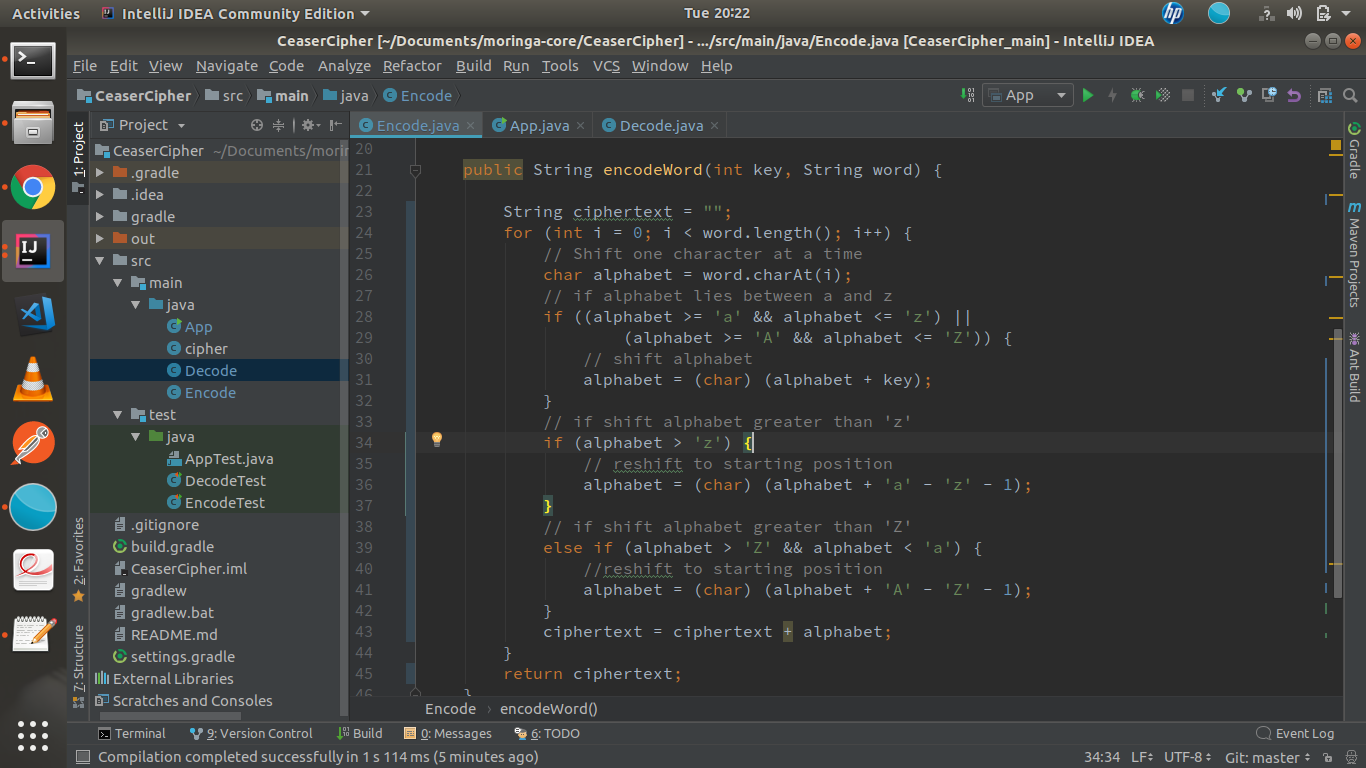 Activities IntelliJ IDEA Community Edition Tue 20:22
CeaserCipher [~/Documents/moringa-core/CeaserCipher] - .../src/main/java/Encode.java [CeaserCipher_main] - IntelliJ IDEA
File Edit View Navigate Code Analyze Refactor Build Run Tools VCS Window Help
CeaserCipher src main java Encode App
Project
Encode.java App.java Decode.java
1: Project
2: Favorites
7: Structure
CeaserCipher ~/Documents/morin
.gradle
.idea
gradle
out
src
main
java
App
cipher
Decode
Encode
test
java
AppTest.java
DecodeTest
EncodeTest
.gitignore
build.gradle
CeaserCipher.iml
gradlew
gradlew.bat
README.md
settings.gradle
External Libraries
Scratches and Consoles
20
21 public String encodeWord(int key, String word) {
22
23 String ciphertext = "";
24 for (int i = 0; i < word.length(); i++) {
25 // Shift one character at a time
26 char alphabet = word.charAt(i);
27 // if alphabet lies between a and z
28 if ((alphabet >= 'a' && alphabet <= 'z') ||
29 (alphabet >= 'A' && alphabet <= 'Z')) {
30 // shift alphabet
31 alphabet = (char) (alphabet + key);
32 }
33 // if shift alphabet greater than 'z'
34 if (alphabet > 'z') {
35 // reshift to starting position
36 alphabet = (char) (alphabet + 'a' - 'z' - 1);
37 }
38 // if shift alphabet greater than 'Z'
39 else if (alphabet > 'Z' && alphabet < 'a') {
40 //reshift to starting position
41 alphabet = (char) (alphabet + 'A' - 'Z' - 1);
42 }
43 ciphertext = ciphertext + alphabet;
44 }
45 return ciphertext;
46 }
Encode › encodeWord()
Gradle
Maven Projects
Ant Build
Terminal 9: Version Control Build 0: Messages 6: TODO Event Log
Compilation completed successfully in 1 s 114 ms (5 minutes ago) 34:34 LF UTF-8 Git: master